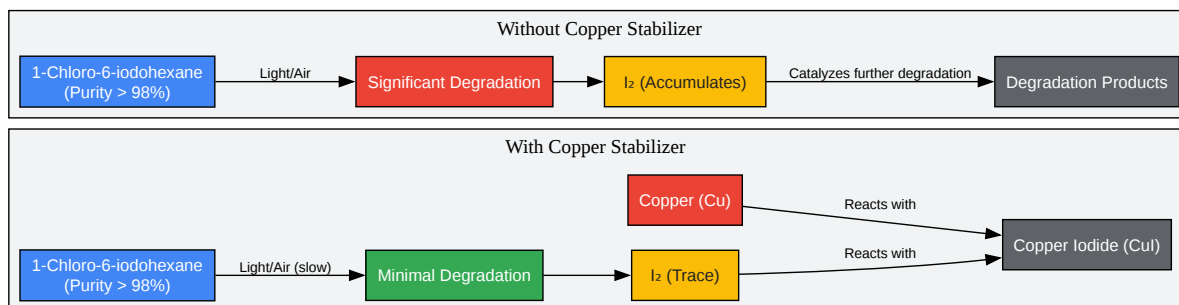 Without Copper Stabilizer
1-Chloro-6-iodohexane
(Purity > 98%)
Light/Air
Significant Degradation
I₂ (Accumulates)
Catalyzes further degradation
Degradation Products
With Copper Stabilizer
Copper (Cu)
Reacts with
Copper Iodide (CuI)
1-Chloro-6-iodohexane
(Purity > 98%)
Light/Air (slow)
Minimal Degradation
I₂ (Trace)
Reacts with